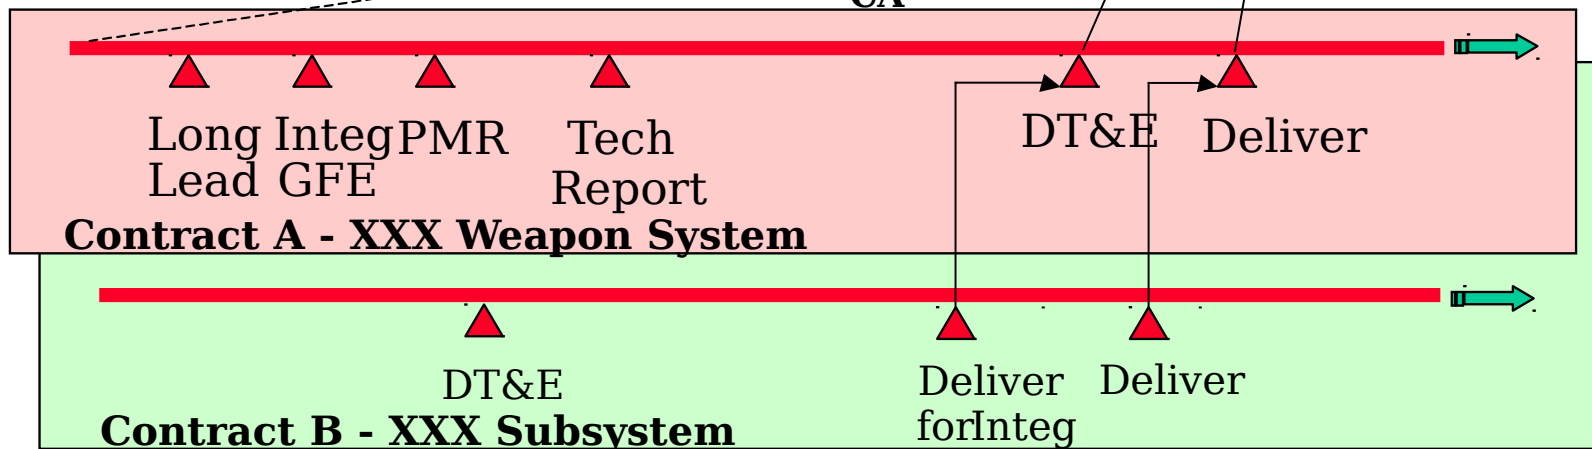 CA
Long Integ PMR Tech DT&E Deliver
Lead GFE Report
Contract A - XXX Weapon System
DT&E Deliver Deliver
forInteg
Contract B - XXX Subsystem